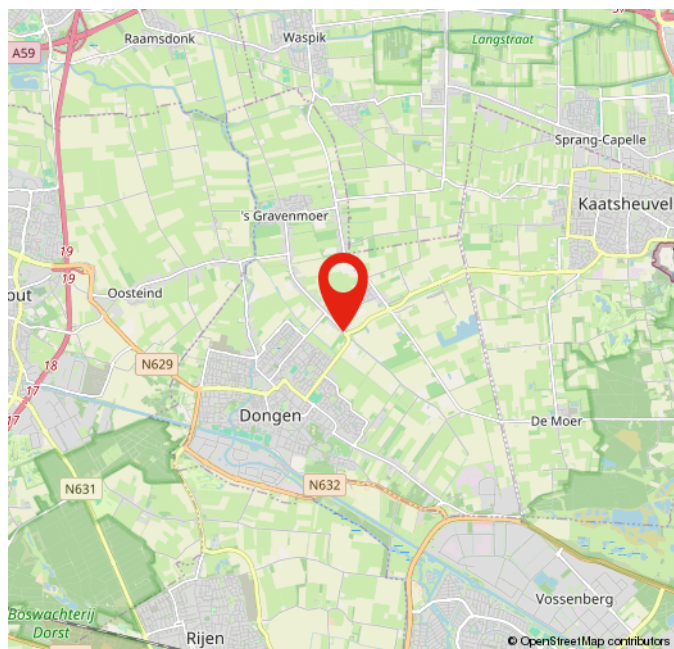 37
Raamsdonk
Waspik
Langstraat
A59
Sprang-Capelle
Kaatsheuvel
's Gravenmoer
19
19
Oosteind
out
N629
18
17
17
Dongen
De Moer
N631
N632
Vossenberg
Boswachterij
Dorst
Rijen
© OpenStreetMap contributors